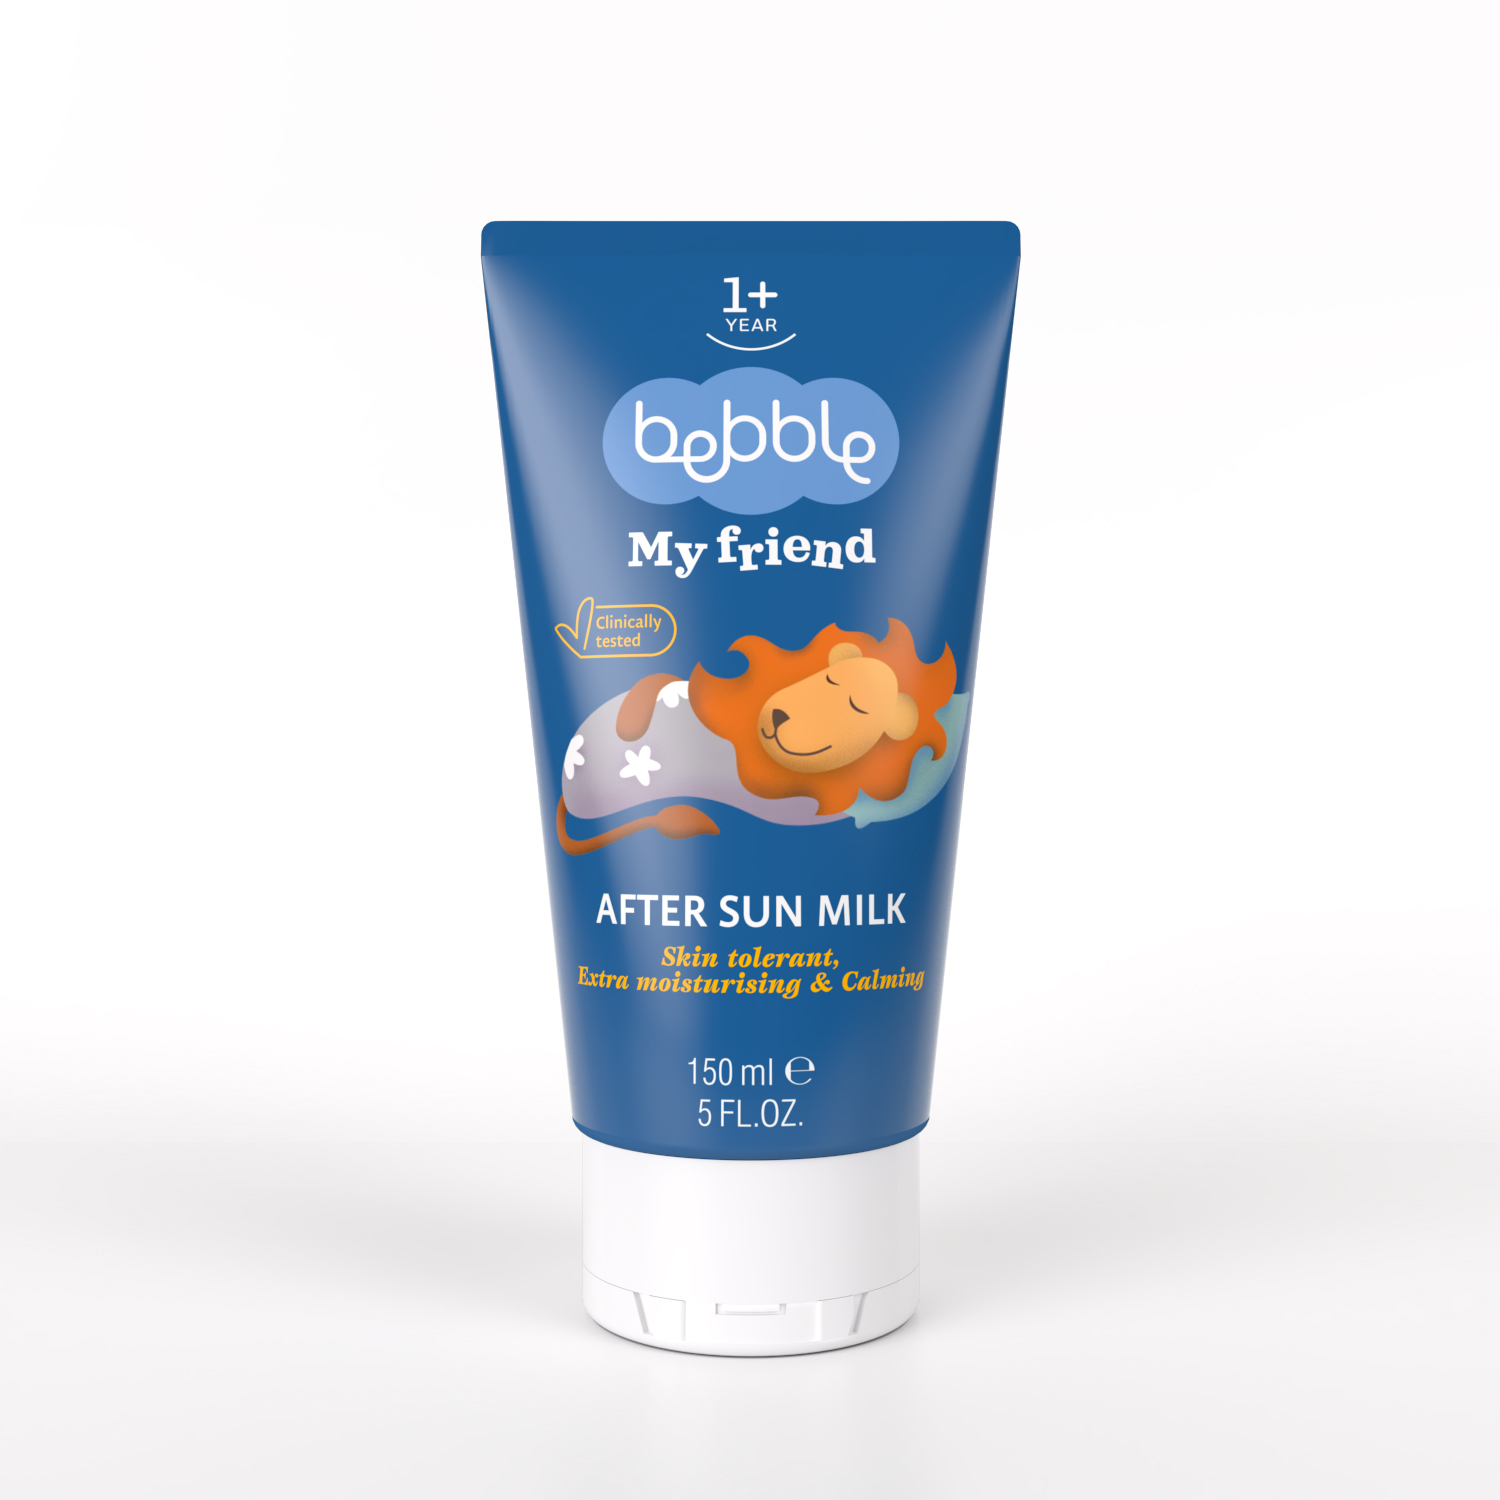 1+
YEAR
bebble
My friend
Clinically
tested
AFTER SUN MILK
Skin tolerant,
Extra moisturising & Calming
150 ml ℮
5 FL.OZ.